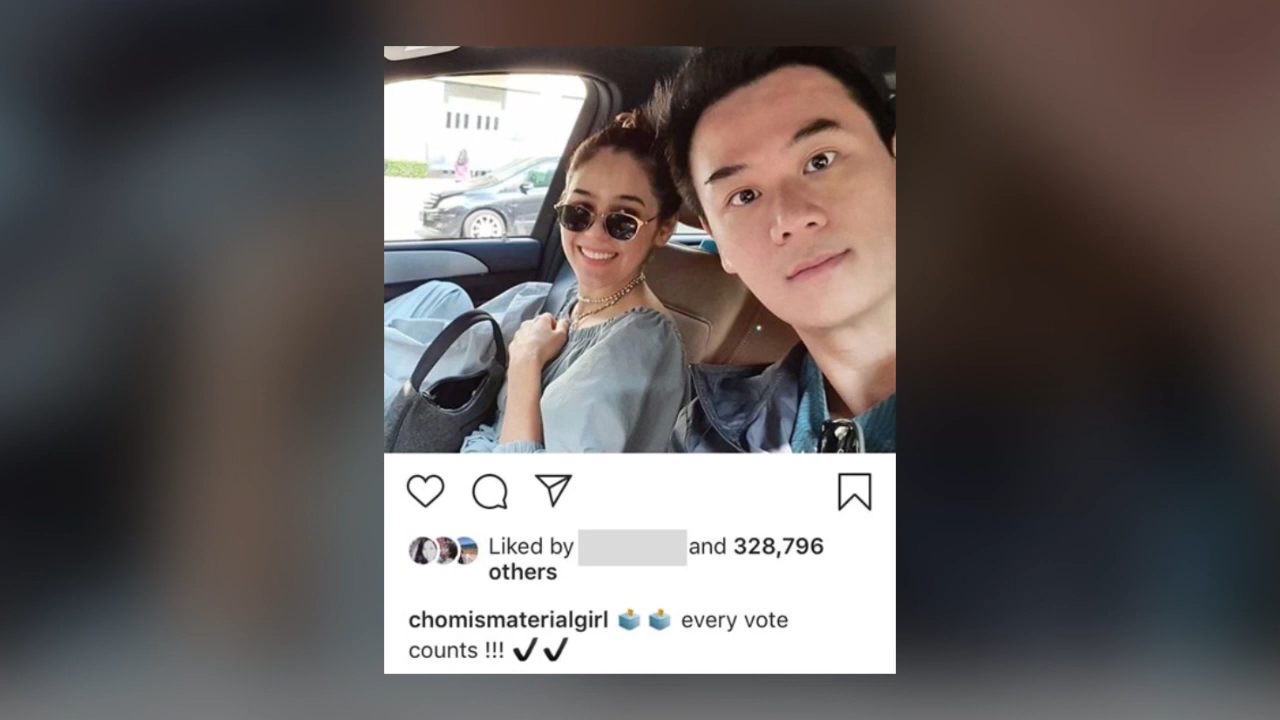 Liked by and 328,796
others
chomismaterialgirl 🗳️ 🗳️ every vote
counts !!! ✔️✔️